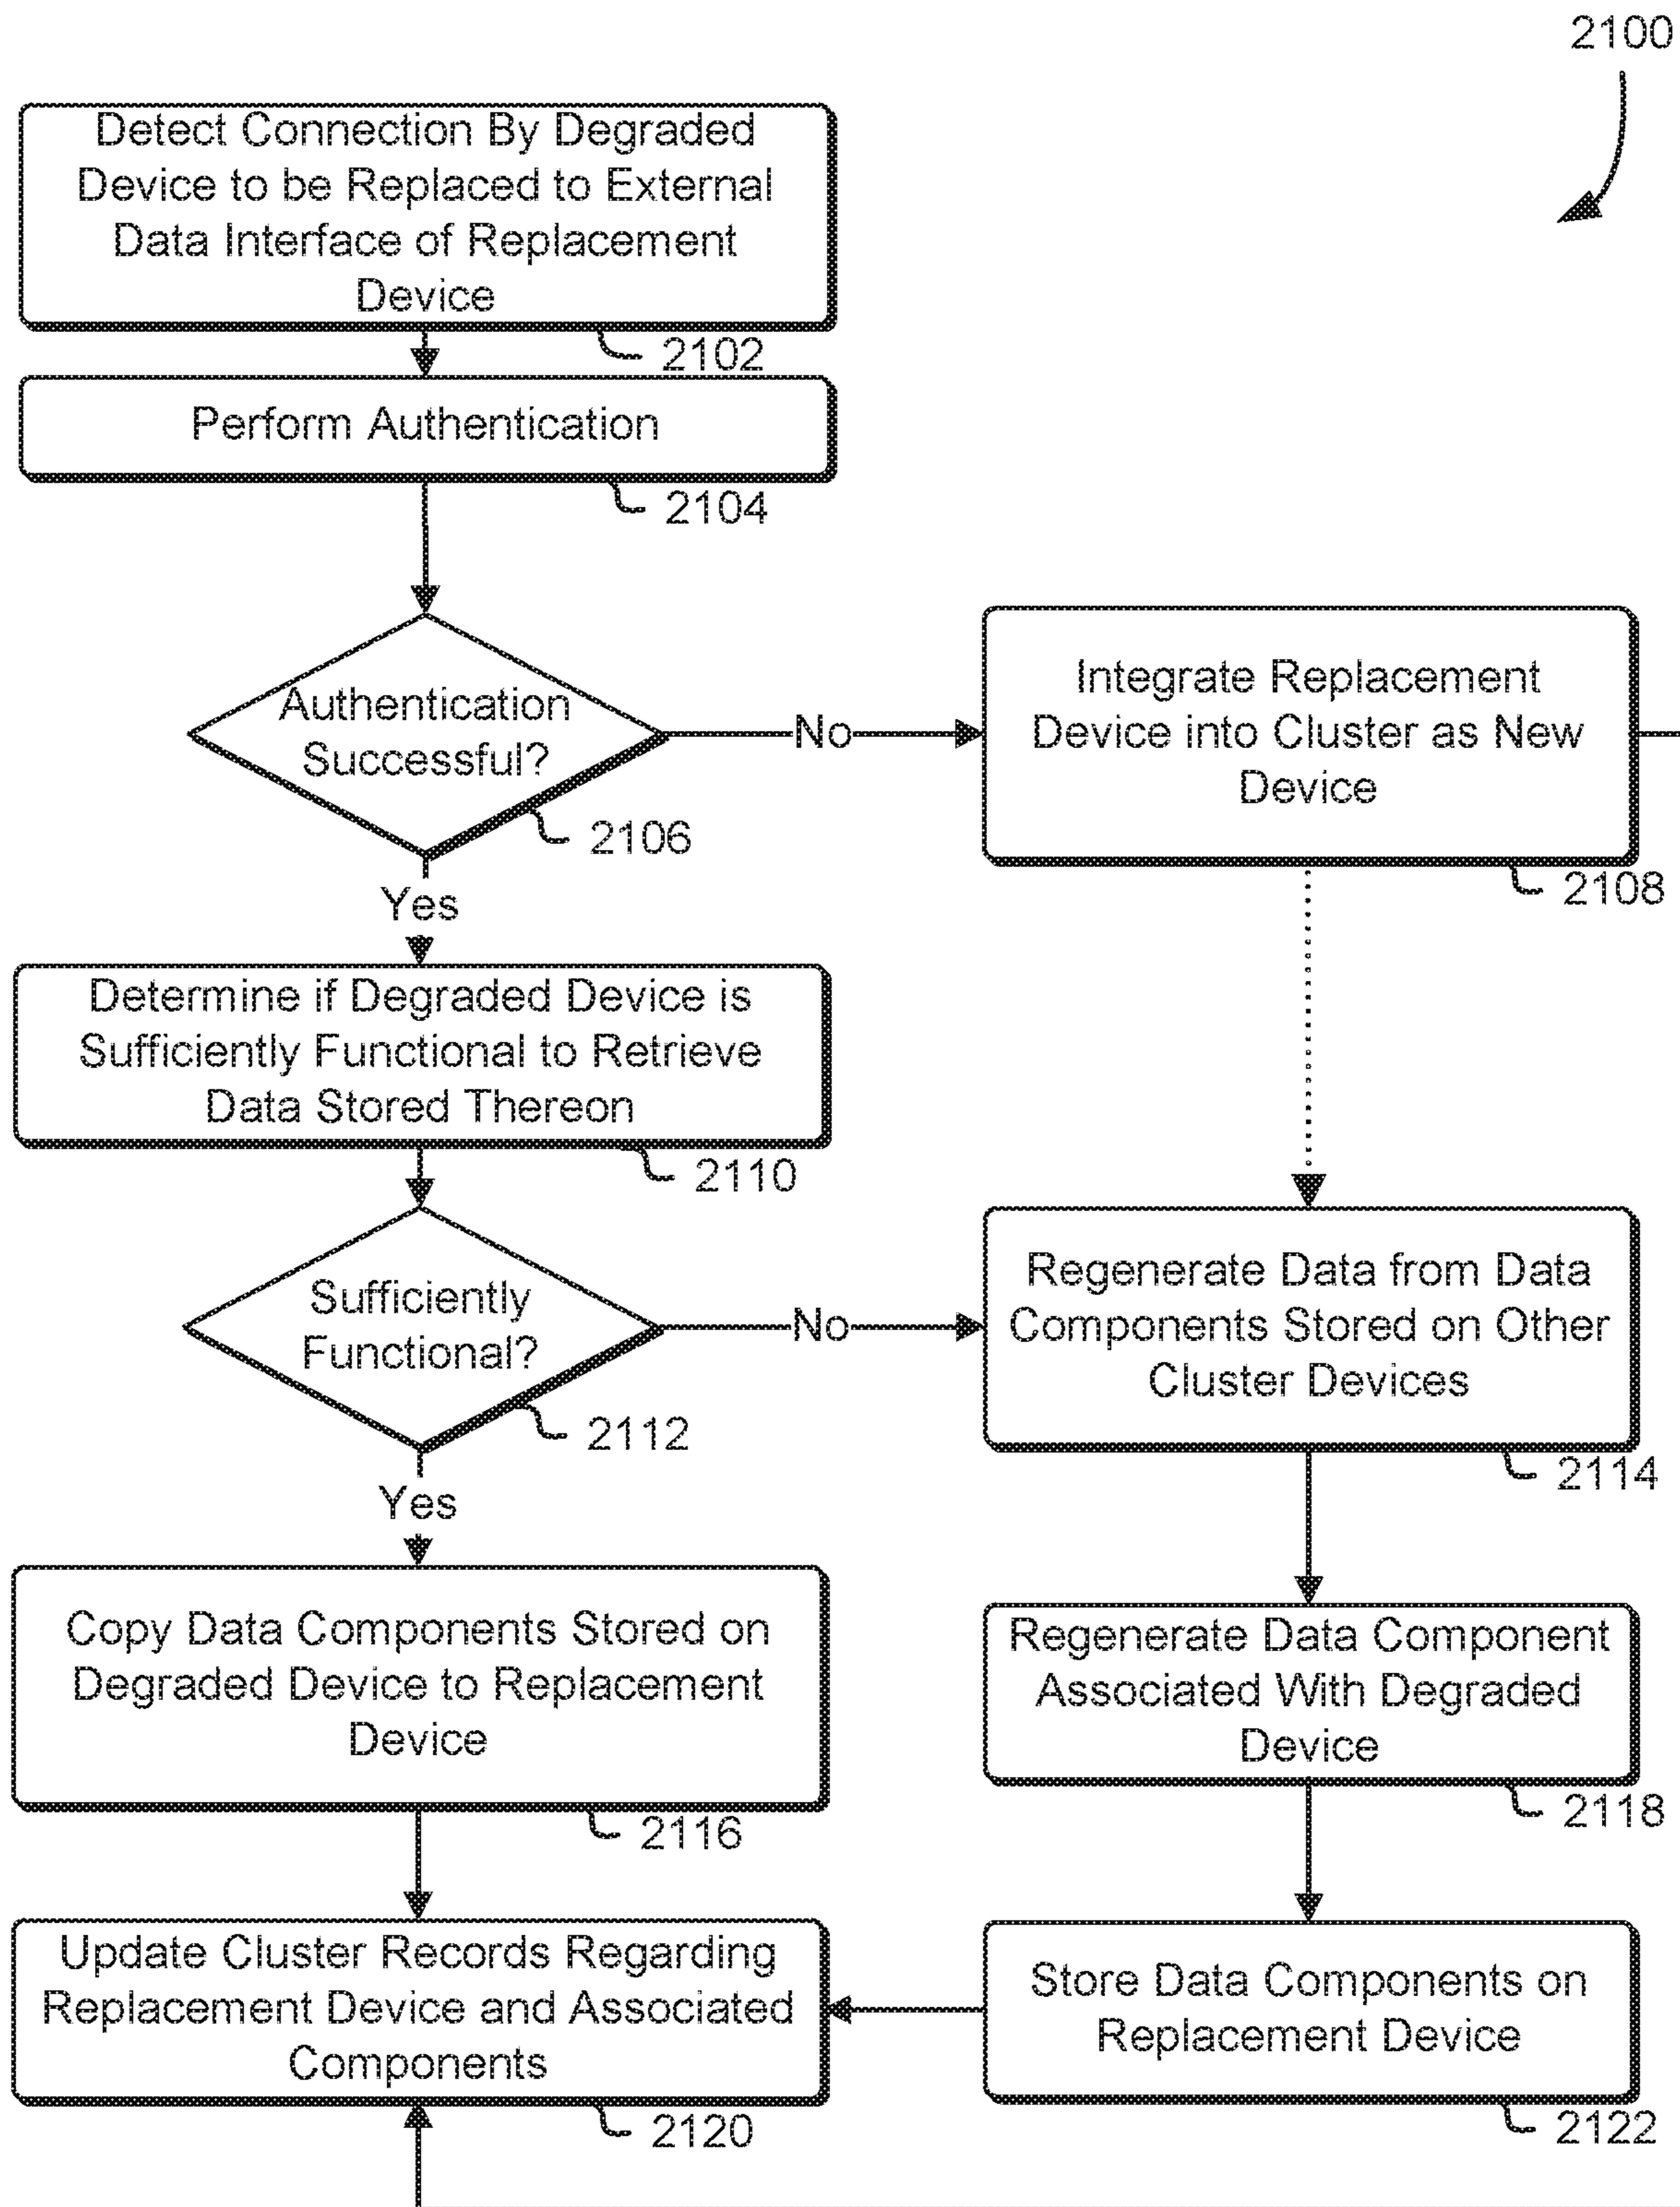 2100
Detect Connection By Degraded
Device to be Replaced to External
Data Interface of Replacement
Device
2102
Perform Authentication
2104
Authentication
Successful?
2106
No
Integrate Replacement
Device into Cluster as New
Device
2108
Yes
Determine if Degraded Device is
Sufficiently Functional to Retrieve
Data Stored Thereon
2110
Sufficiently
Functional?
2112
No
Regenerate Data from Data
Components Stored on Other
Cluster Devices
2114
Yes
Copy Data Components Stored on
Degraded Device to Replacement
Device
2116
Regenerate Data Component
Associated With Degraded
Device
2118
Update Cluster Records Regarding
Replacement Device and Associated
Components
2120
Store Data Components on
Replacement Device
2122